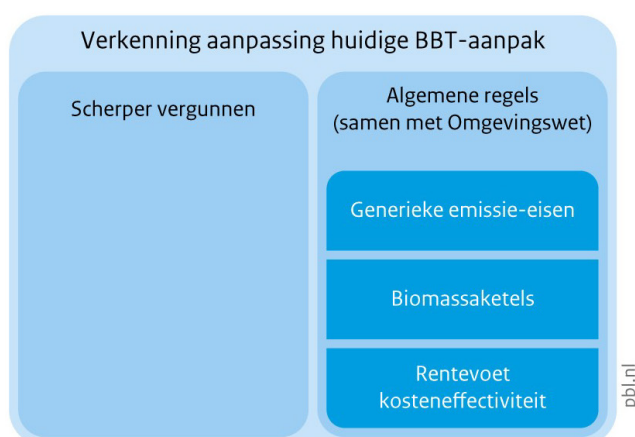 Verkenning aanpassing huidige BBT-aanpak
Scherper vergunnen
Algemene regels
(samen met Omgevingswet)
Generieke emissie-eisen
Biomassaketels
Rentevoet
kosteneffectiviteit
pbl.nl